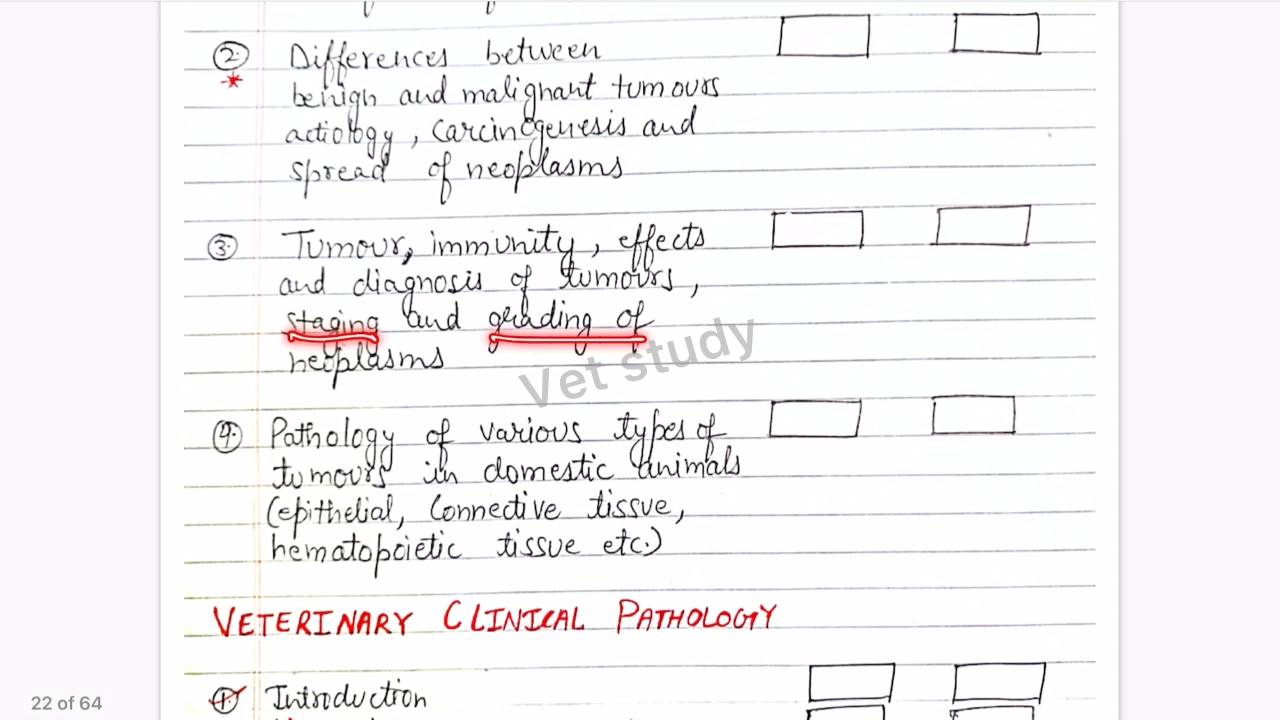 2. Differences between
benign and malignant tumours
aetiology, carcinogenesis and
spread of neoplasms
3. Tumour, immunity, effects
and diagnosis of tumours,
staging and grading of
neoplasms
Vet study
4. Pathology of various types of
tumours in domestic animals
(epithelial, Connective tissue,
hematopoietic tissue etc.)
VETERINARY CLINICAL PATHOLOGY
1. Introduction
22 of 64